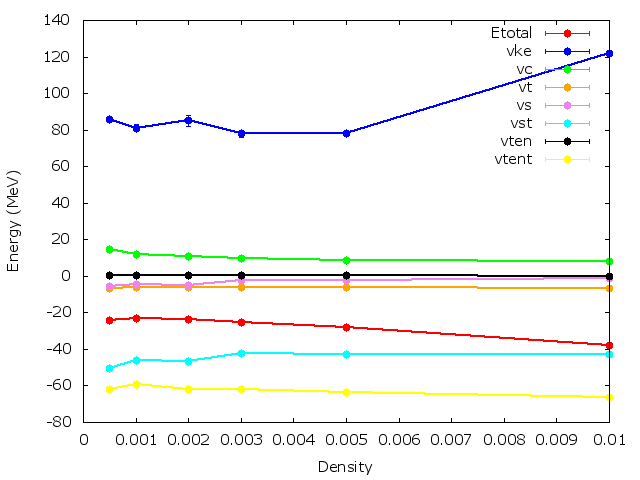 140
120
100
80
60
40
20
0
-20
-40
-60
-80
Energy (MeV)
Etotal
vke
vc
vt
vs
vst
vten
vtent
0 0.001 0.002 0.003 0.004 0.005 0.006 0.007 0.008 0.009 0.01
Density